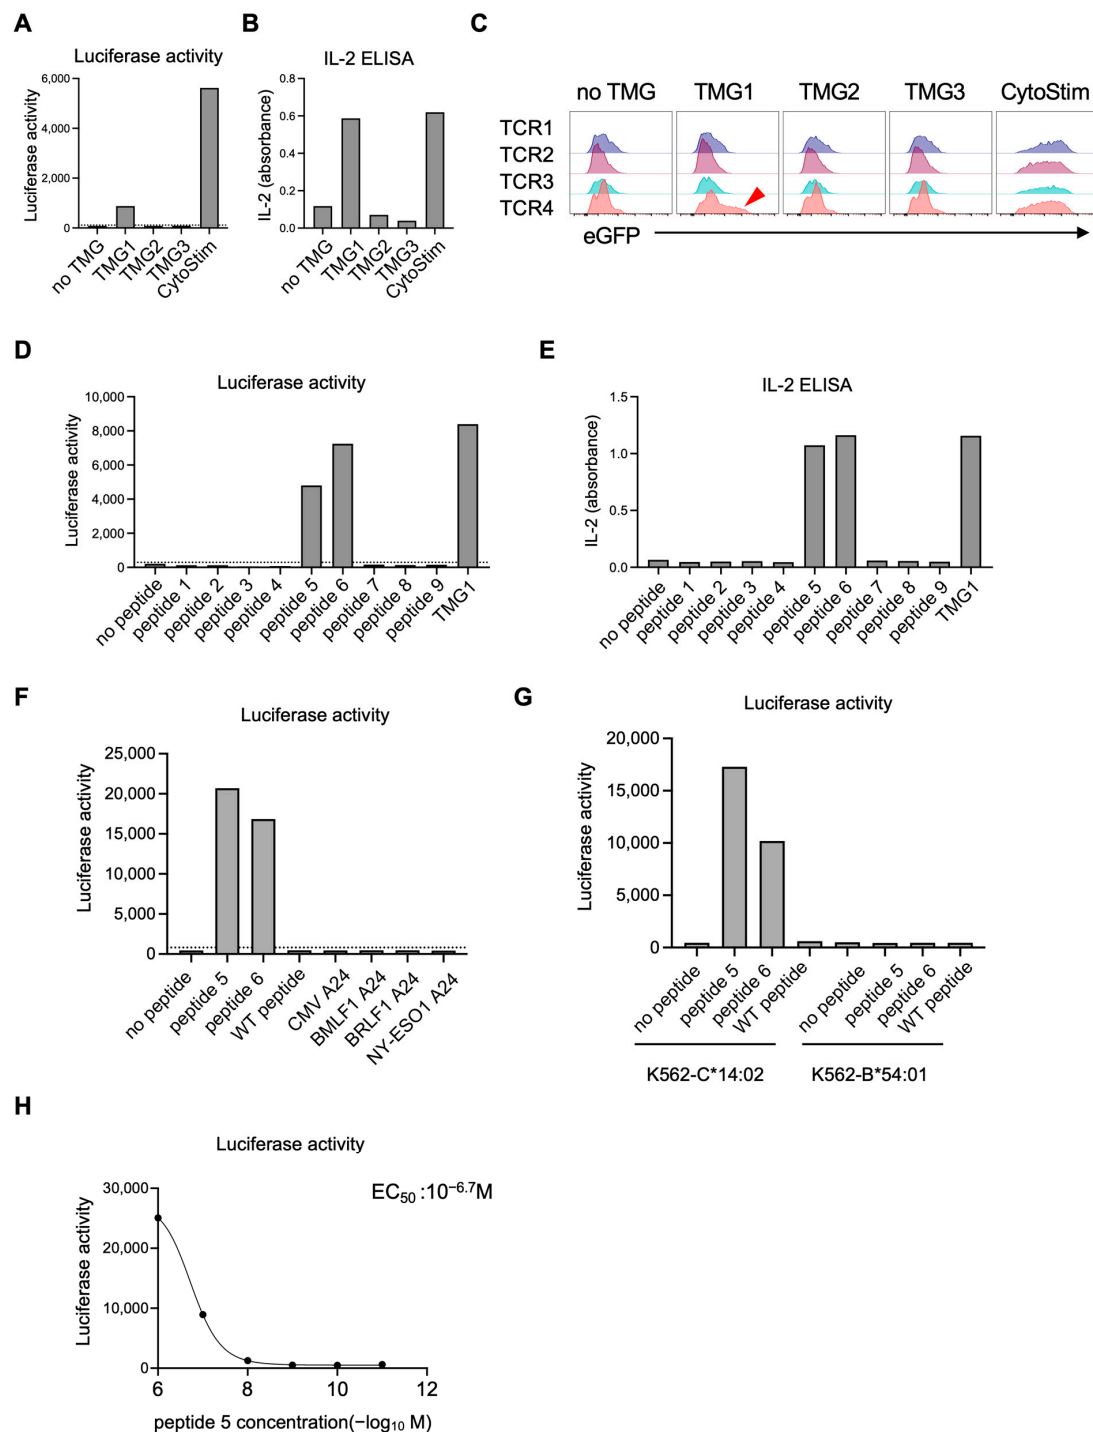 A
Luciferase activity
Luciferase activity
6,000
4,000
2,000
0
no TMG
TMG1
TMG2
TMG3
CytoStim
B
IL-2 ELISA
IL-2 (absorbance)
0.8
0.6
0.4
0.2
0.0
no TMG
TMG1
TMG2
TMG3
CytoStim
C
no TMG TMG1 TMG2 TMG3 CytoStim
TCR1
TCR2
TCR3
TCR4
eGFP
D
Luciferase activity
Luciferase activity
10,000
8,000
6,000
4,000
2,000
0
no peptide
peptide 1
peptide 2
peptide 3
peptide 4
peptide 5
peptide 6
peptide 7
peptide 8
peptide 9
TMG1
E
IL-2 ELISA
IL-2 (absorbance)
1.5
1.0
0.5
0.0
no peptide
peptide 1
peptide 2
peptide 3
peptide 4
peptide 5
peptide 6
peptide 7
peptide 8
peptide 9
TMG1
F
Luciferase activity
Luciferase activity
25,000
20,000
15,000
10,000
5,000
0
no peptide
peptide 5
peptide 6
WT peptide
CMV A24
BMLF1 A24
BRLF1 A24
NY-ESO1 A24
G
Luciferase activity
Luciferase activity
20,000
15,000
10,000
5,000
0
no peptide
peptide 5
peptide 6
WT peptide
no peptide
peptide 5
peptide 6
WT peptide
K562-C*14:02 K562-B*54:01
H
Luciferase activity
EC₅₀ :10⁻⁶·⁷M
Luciferase activity
30,000
20,000
10,000
0
6 8 10 12
peptide 5 concentration(−log₁₀ M)